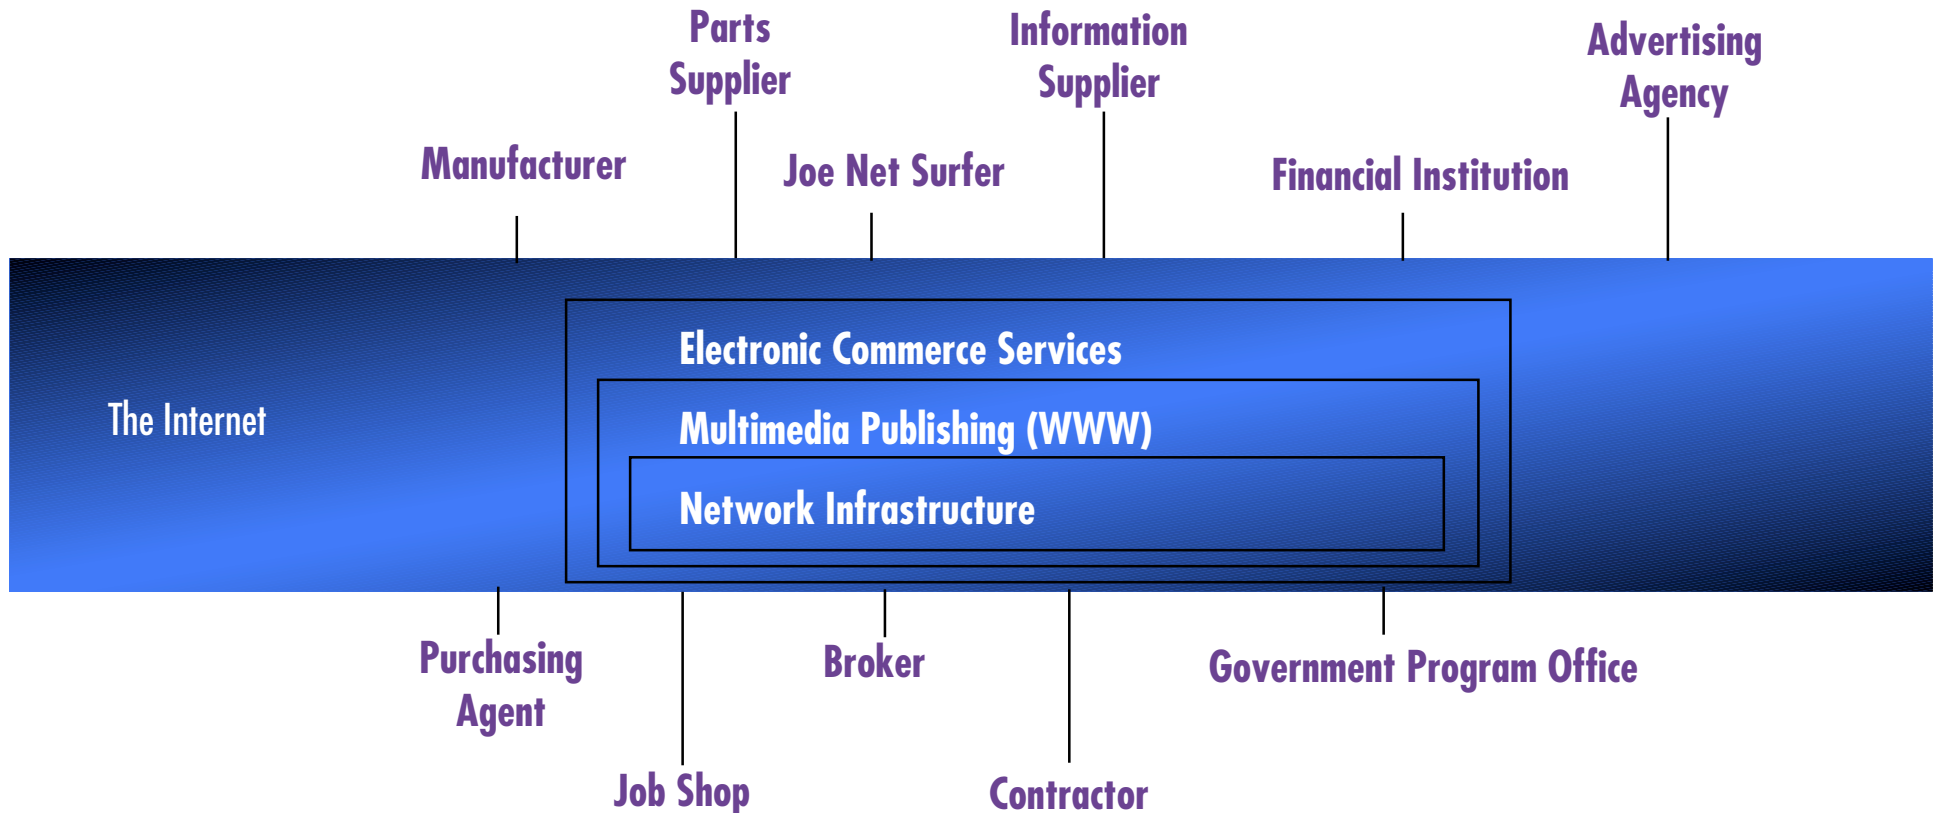 Parts
Supplier
Information
Supplier
Advertising
Agency
Manufacturer
Joe Net Surfer
Financial Institution
Electronic Commerce Services
The Internet
Multimedia Publishing (WWW)
Network Infrastructure
Purchasing
Agent
Broker
Government Program Office
Job Shop
Contractor